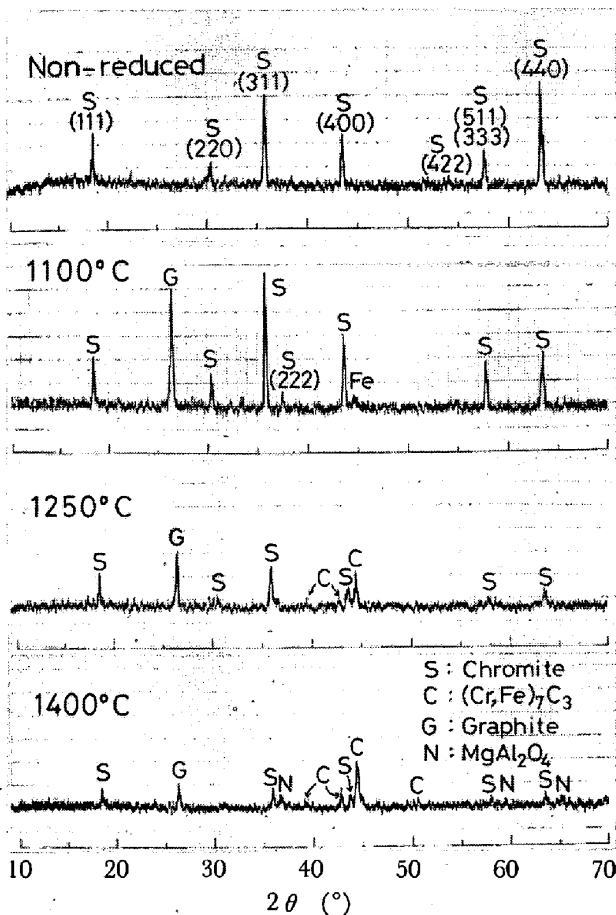 Non-reduced
S
(111)
S
(220)
S
(311)
S
(400)
S
(422)
S
(511)
(333)
S
(440)
1100°C
S
G
S
S
S
(222)
S
Fe
S
S
1250°C
S
G
S
S
C
S
C
S
S
1400°C
S : Chromite
C : (Cr,Fe)₇C₃
G : Graphite
N : MgAl₂O₄
S
G
S N
C
S
C
C
S N
S N
10 20 30 40 50 60 70
2θ (°)